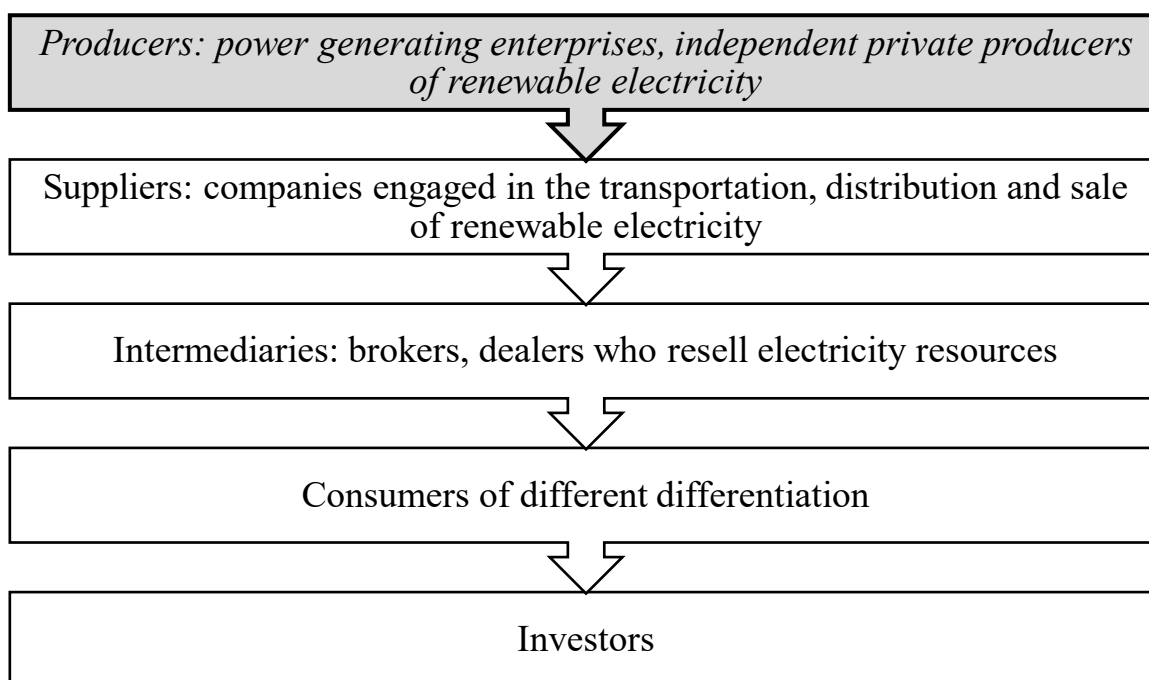 Producers: power generating enterprises, independent private producers
of renewable electricity
Suppliers: companies engaged in the transportation, distribution and sale
of renewable electricity
Intermediaries: brokers, dealers who resell electricity resources
Consumers of different differentiation
Investors